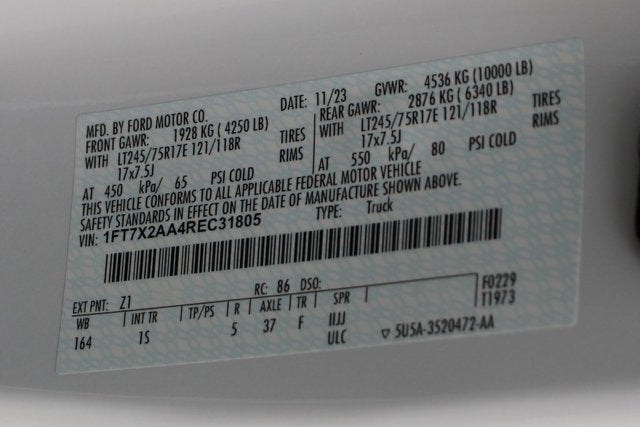 MFD. BY FORD MOTOR CO.
DATE: 11/23 GVWR: 4536 KG (10000 LB)
FRONT GAWR: 1928 KG ( 4250 LB)
WITH LT245/75R17E 121/118R TIRES
17x7.5J RIMS
AT 450 kPa/ 65 PSI COLD
REAR GAWR: 2876 KG ( 6340 LB)
WITH LT245/75R17E 121/118R TIRES
17x7.5J RIMS
AT 550 kPa/ 80 PSI COLD
THIS VEHICLE CONFORMS TO ALL APPLICABLE FEDERAL MOTOR VEHICLE
SAFETY STANDARDS IN EFFECT ON THE DATE OF MANUFACTURE SHOWN ABOVE.
VIN: 1FT7X2AA4REC31805 TYPE: Truck
EXT PNT: Z1 RC: 86 DSO: F0229
WB INT TR TP/PS R AXLE TR SPR T1973
164 1S 5 37 F IIJJ
ULC 5U5A-3520472-AA